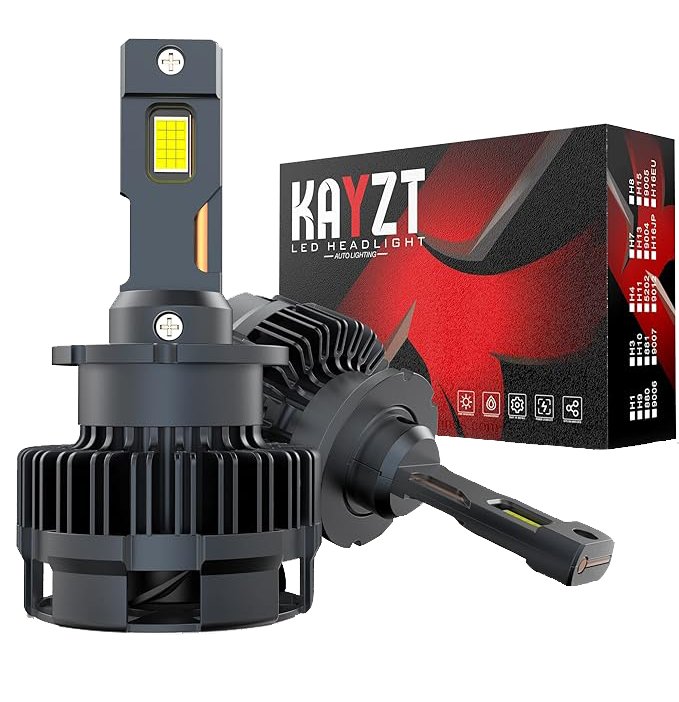 KAYZT
LED HEADLIGHT
AUTO LIGHTING
H1 H3 H4 H7 H8
H9 H10 H11 H13 H15
880 881 5202 9004 9005
9006 9007 9012 H16JP H16EU